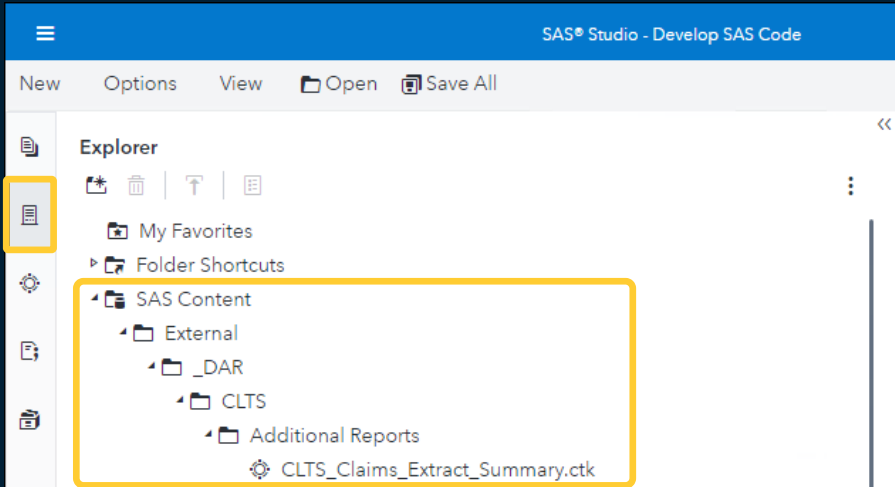 SAS® Studio - Develop SAS Code
New Options View Open Save All
Explorer
My Favorites
Folder Shortcuts
SAS Content
External
_DAR
CLTS
Additional Reports
CLTS_Claims_Extract_Summary.ctk